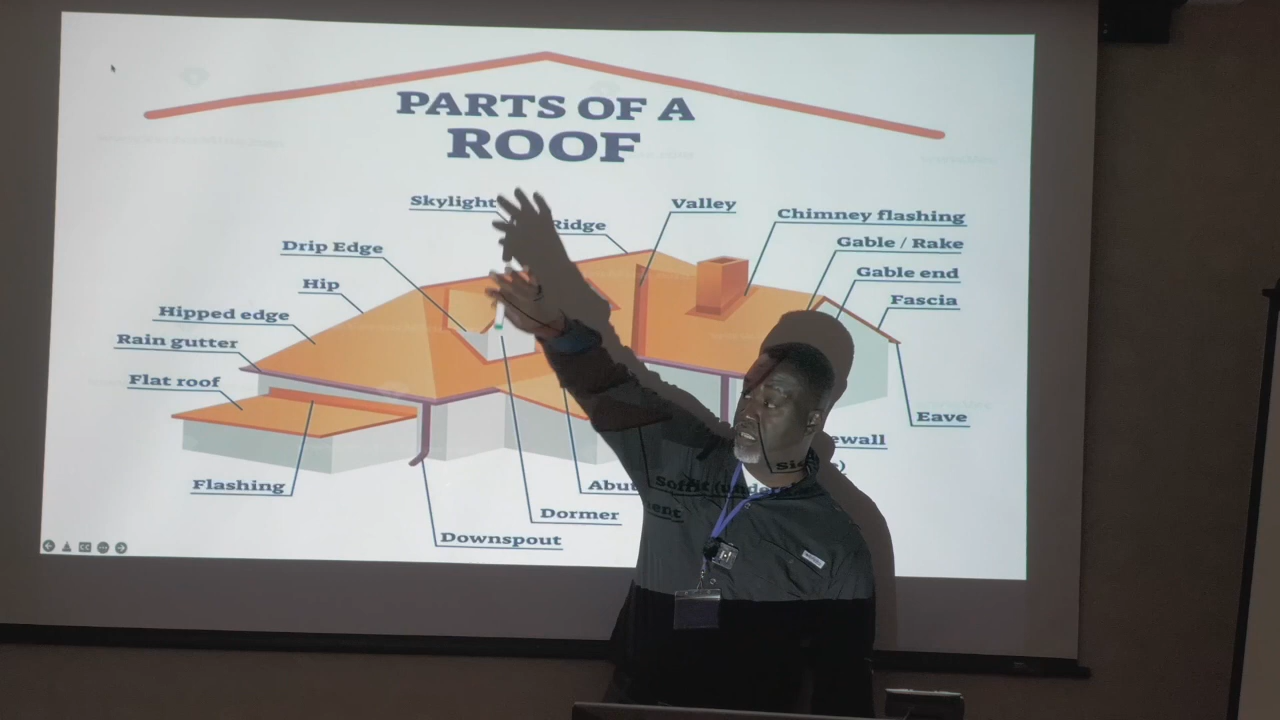 PARTS OF A
ROOF
Skylight
Ridge
Valley
Chimney flashing
Drip Edge
Gable / Rake
Hip
Gable end
Fascia
Hipped edge
Rain gutter
Flat roof
Eave
Flashing
Dormer
Downspout